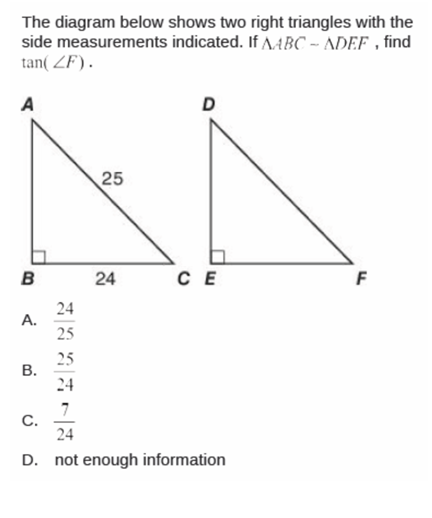 The diagram below shows two right triangles with the
side measurements indicated. If ΔABC ~ ΔDEF , find
tan( ∠F) .
A D
25
B 24 C E F
A. 24/25
B. 25/24
C. 7/24
D. not enough information